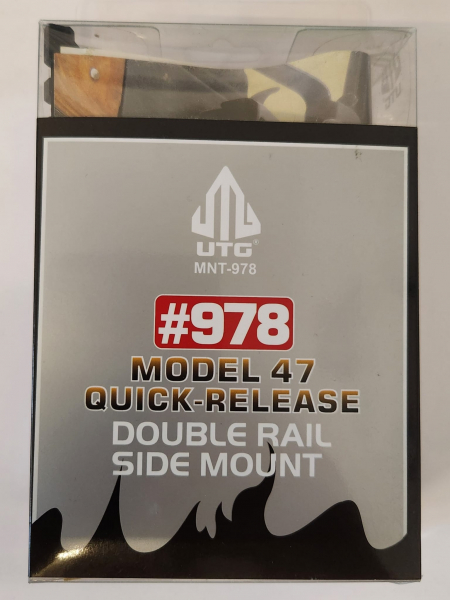 UTG®
MNT-978
#978
MODEL 47
QUICK-RELEASE
DOUBLE RAIL
SIDE MOUNT